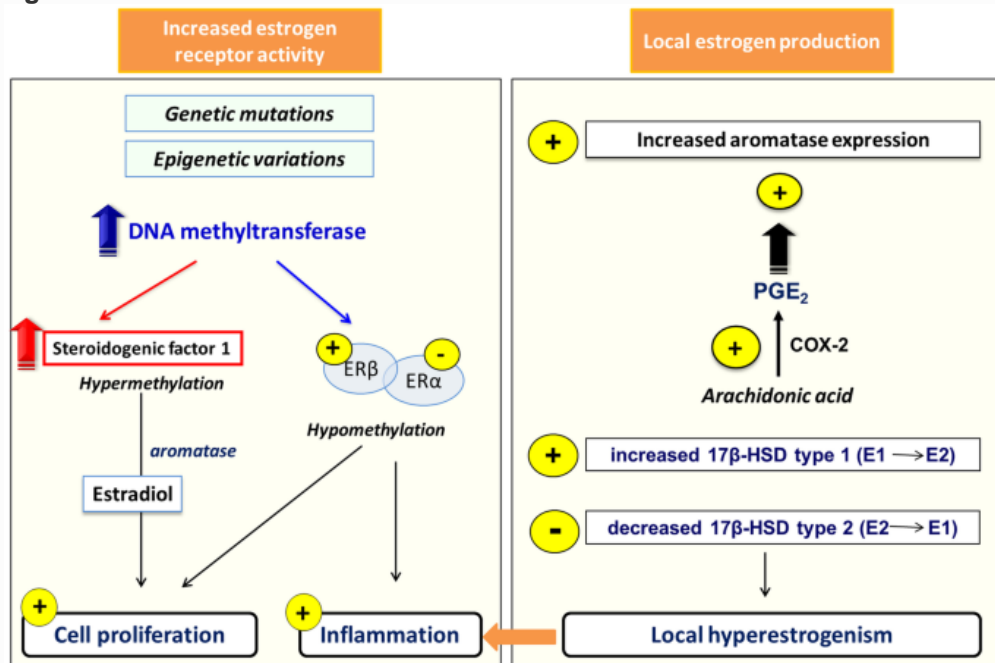 Increased estrogen
receptor activity
Genetic mutations
Epigenetic variations
DNA methyltransferase
Steroidogenic factor 1
Hypermethylation
+
ERβ
-
ERα
Hypomethylation
aromatase
Estradiol
+
Cell proliferation
+
Inflammation
Local estrogen production
+
Increased aromatase expression
+
PGE₂
+
COX-2
Arachidonic acid
+
increased 17β-HSD type 1 (E1 → E2)
-
decreased 17β-HSD type 2 (E2 → E1)
Local hyperestrogenism